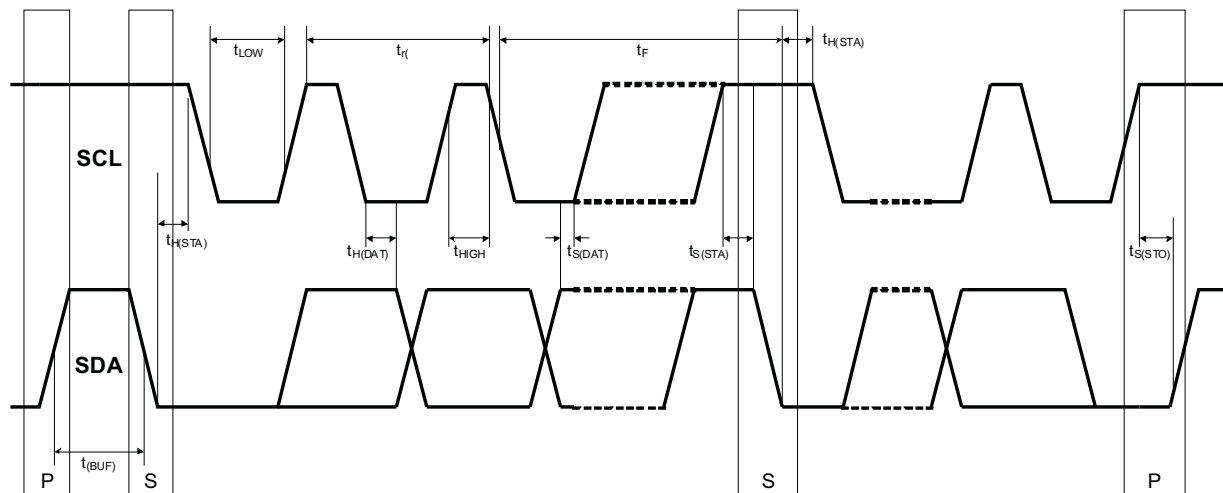 tLOW
tr(
tF
tH(STA)
SCL
tH(STA)
tH(DAT)
tHIGH
tS(DAT)
tS(STA)
tS(STO)
SDA
t(BUF)
P
S
S
P